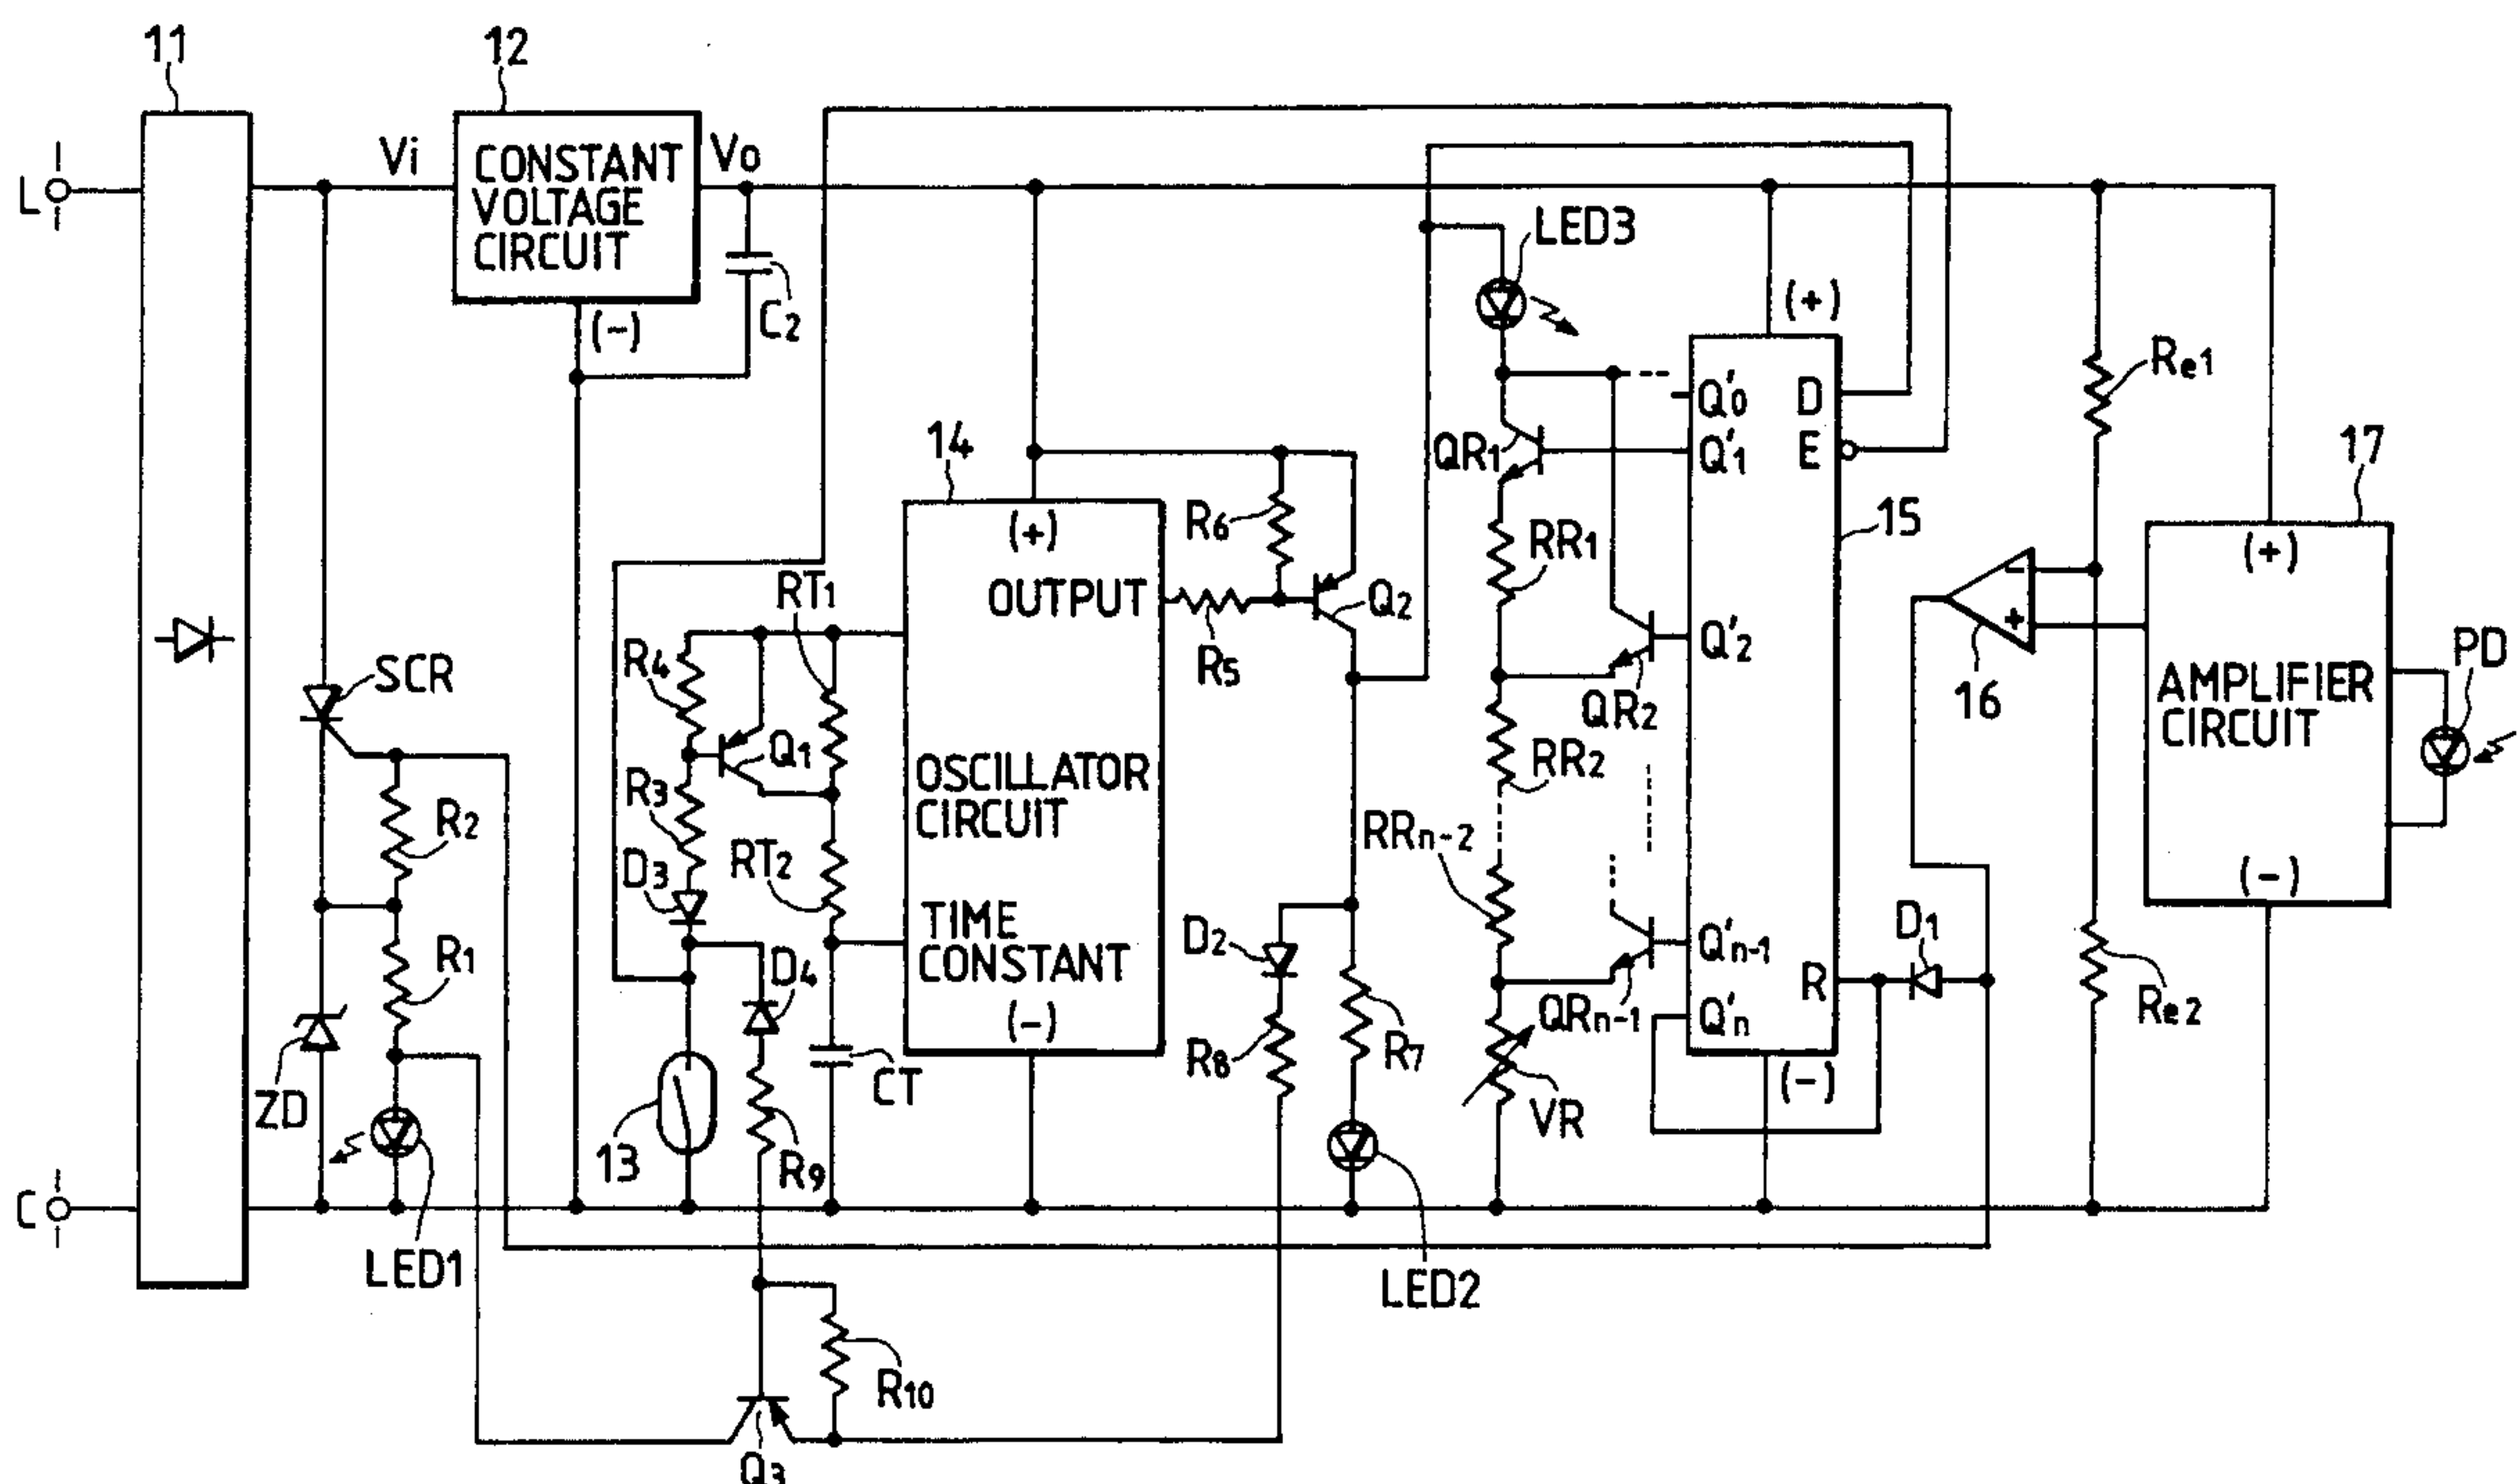 11
12
L
Vi
CONSTANT
VOLTAGE
CIRCUIT
Vo
(-)
C2
LED3
(+)
Re1
Q'0
D
QR1
Q'1
E
14
17
15
(+)
R6
RR1
(+)
RT1
OUTPUT
Q2
R5
Q'2
16
PD
SCR
R4
Q1
QR2
AMPLIFIER
CIRCUIT
R3
OSCILLATOR
CIRCUIT
RR2
R2
RRn-2
D3
RT2
(-)
TIME
CONSTANT
D2
D1
R1
D4
Q'n-1
R
(-)
QRn-1
Q'n
Re2
ZD
CT
R8
R7
(-)
13
R9
VR
C
LED1
LED2
R10
Q3
-
+